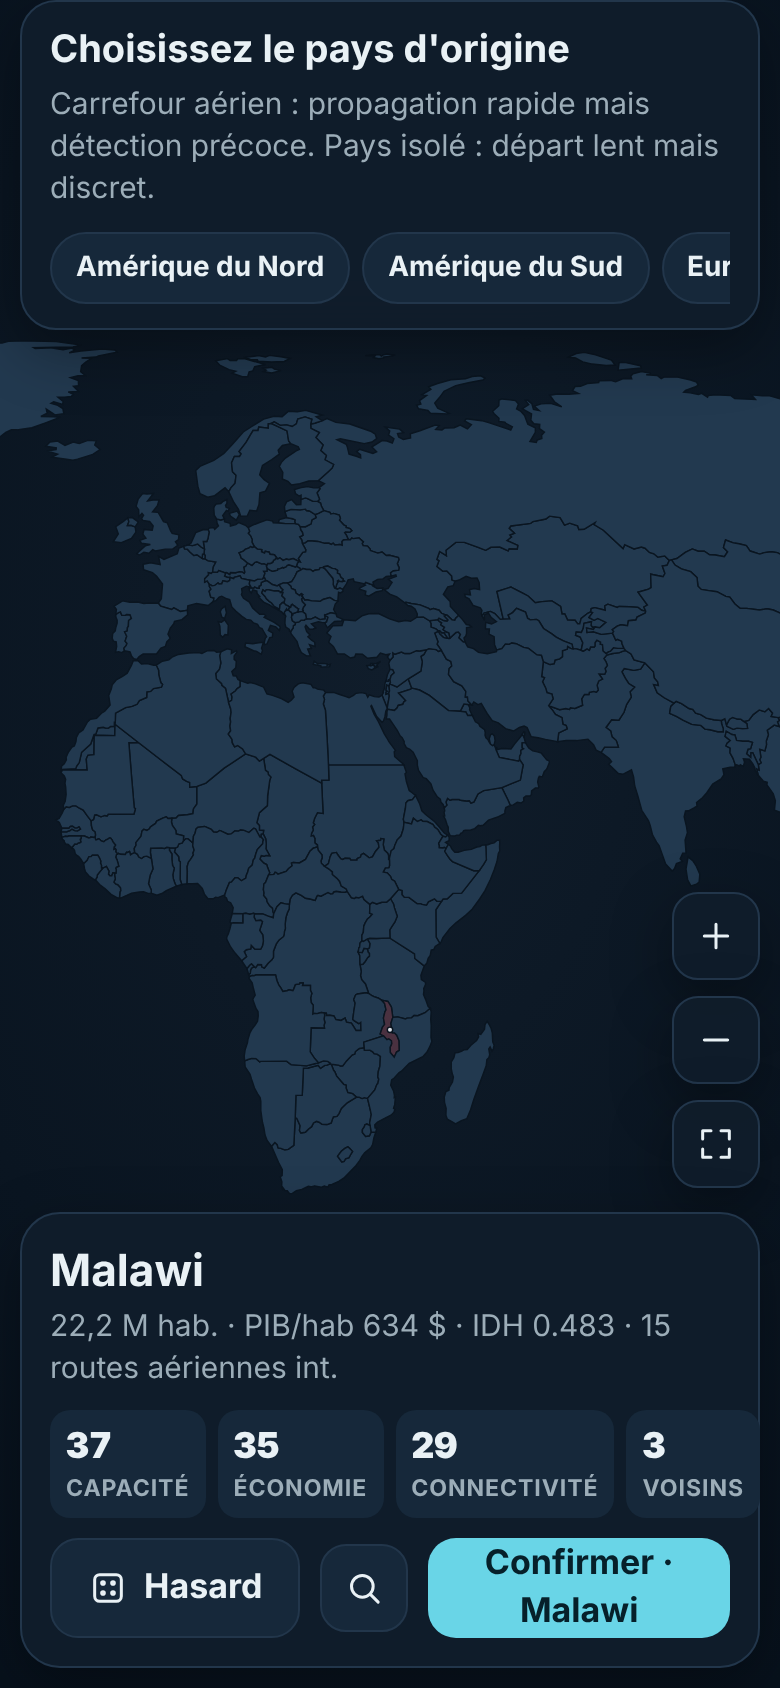 Choisissez le pays d'origine
Carrefour aérien : propagation rapide mais
détection précoce. Pays isolé : départ lent mais
discret.
Amérique du Nord
Amérique du Sud
Eur
Malawi
22,2 M hab. · PIB/hab 634 $ · IDH 0.483 · 15
routes aériennes int.
37
CAPACITÉ
35
ÉCONOMIE
29
CONNECTIVITÉ
3
VOISINS
Hasard
Confirmer ·
Malawi